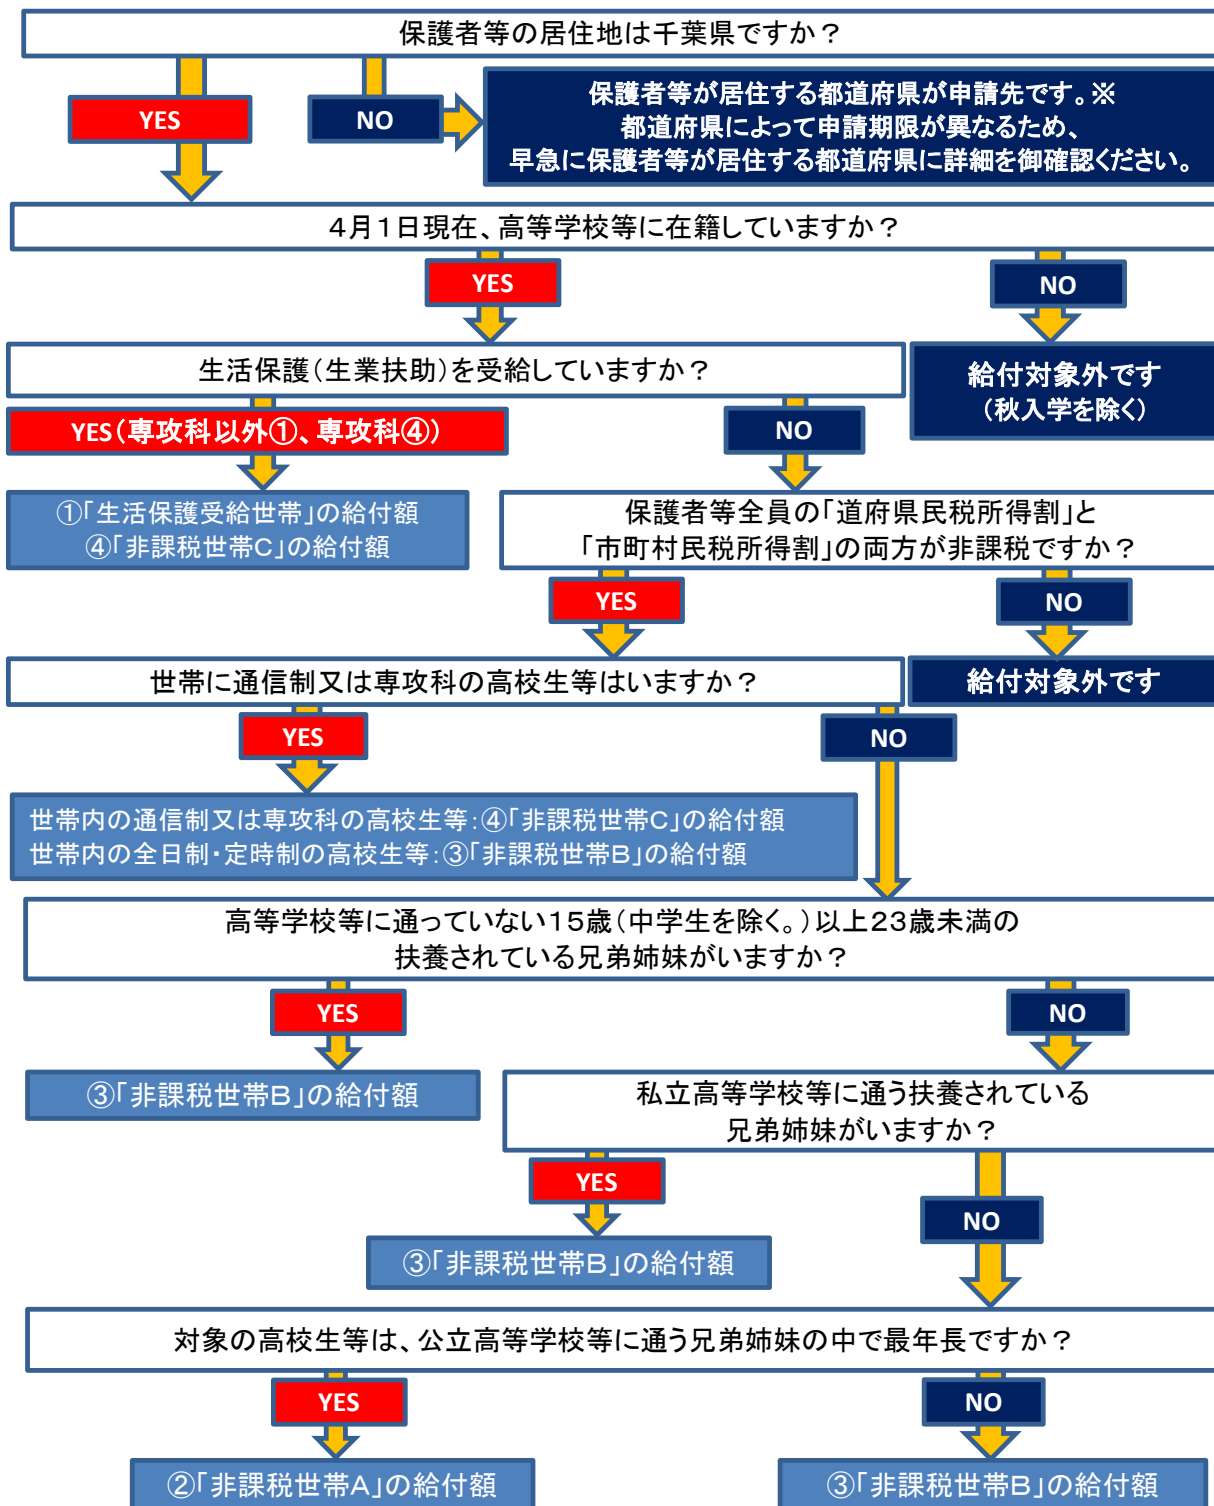 保護者等の居住地は千葉県ですか？
YES
NO
保護者等が居住する都道府県が申請先です。※
都道府県によって申請期限が異なるため、
早急に保護者等が居住する都道府県に詳細を御確認ください。
４月１日現在、高等学校等に在籍していますか？
YES
NO
生活保護（生業扶助）を受給していますか？
給付対象外です
（秋入学を除く）
YES（専攻科以外①、専攻科④）
NO
①「生活保護受給世帯」の給付額
④「非課税世帯Ｃ」の給付額
保護者等全員の「道府県民税所得割」と
「市町村民税所得割」の両方が非課税ですか？
YES
NO
世帯に通信制又は専攻科の高校生等はいますか？
給付対象外です
YES
NO
世帯内の通信制又は専攻科の高校生等：④「非課税世帯Ｃ」の給付額
世帯内の全日制・定時制の高校生等：③「非課税世帯Ｂ」の給付額
高等学校等に通っていない１５歳（中学生を除く。）以上２３歳未満の
扶養されている兄弟姉妹がいますか？
YES
NO
③「非課税世帯Ｂ」の給付額
私立高等学校等に通う扶養されている
兄弟姉妹がいますか？
YES
NO
③「非課税世帯Ｂ」の給付額
対象の高校生等は、公立高等学校等に通う兄弟姉妹の中で最年長ですか？
YES
NO
②「非課税世帯Ａ」の給付額
③「非課税世帯Ｂ」の給付額